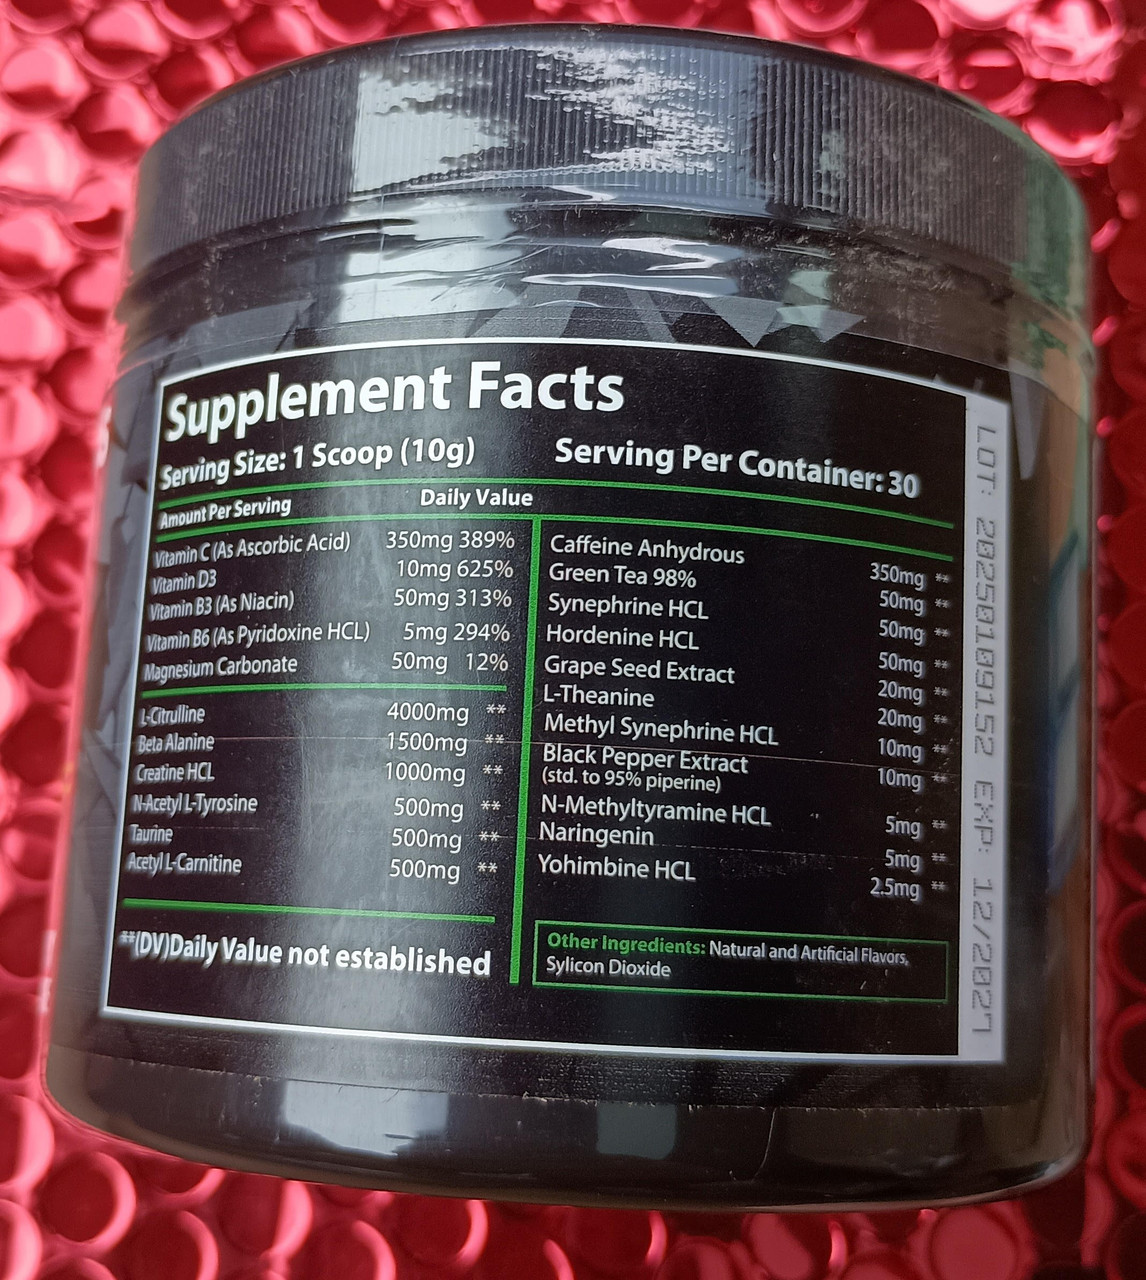 Supplement Facts
Serving Size: 1 Scoop (10g) Serving Per Container: 30
Amount Per Serving Daily Value
Vitamin C (As Ascorbic Acid) 350mg 389%
Vitamin D3 10mg 625%
Vitamin B3 (As Niacin) 50mg 313%
Vitamin B6 (As Pyridoxine HCL) 5mg 294%
Magnesium Carbonate 50mg 12%
L-Citrulline 4000mg **
Beta Alanine 1500mg **
Creatine HCL 1000mg **
N-Acetyl L-Tyrosine 500mg **
Taurine 500mg **
Acetyl L-Carnitine 500mg **
**(DV)Daily Value not established
Caffeine Anhydrous 350mg **
Green Tea 98% 50mg **
Synephrine HCL 50mg **
Hordenine HCL 50mg **
Grape Seed Extract 20mg **
L-Theanine 20mg **
Methyl Synephrine HCL 10mg **
Black Pepper Extract 10mg **
(std. to 95% piperine)
N-Methyltyramine HCL 5mg **
Naringenin 5mg **
Yohimbine HCL 2.5mg **
Other Ingredients: Natural and Artificial Flavors,
Sylicon Dioxide
LOT: 202501109152 EXP: 12/2027